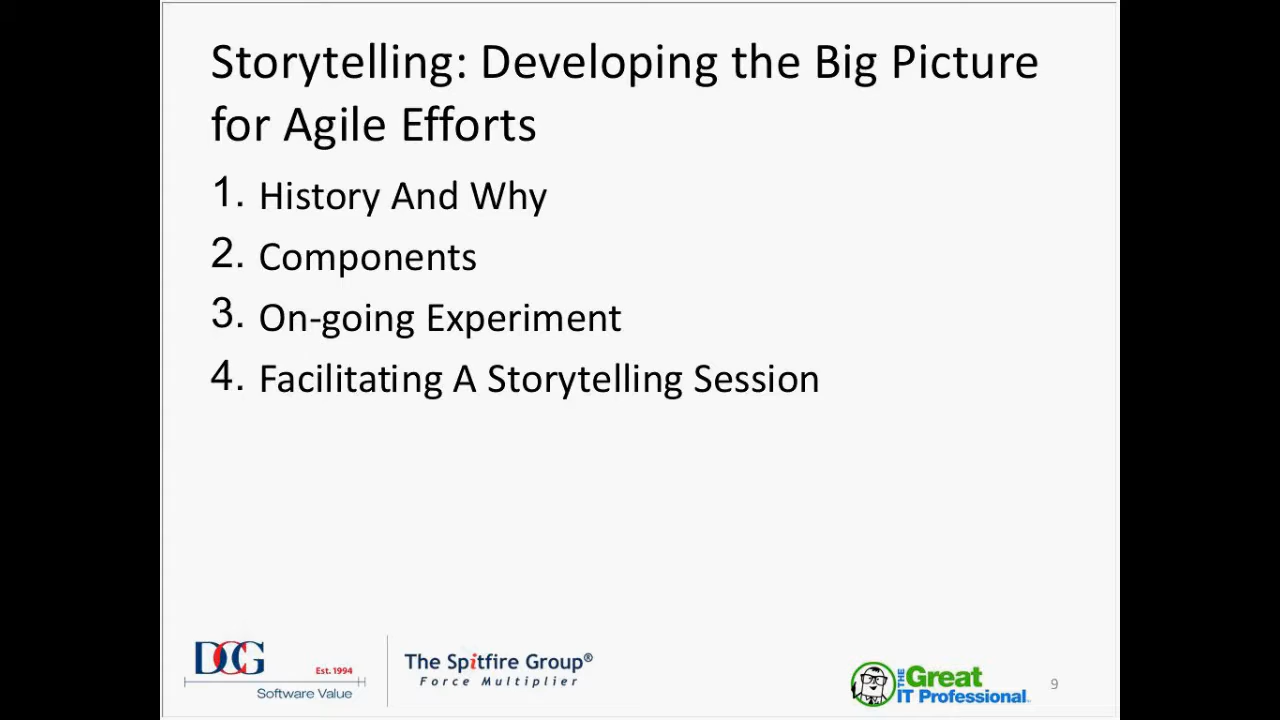 Storytelling: Developing the Big Picture
for Agile Efforts
1. History And Why
2. Components
3. On-going Experiment
4. Facilitating A Storytelling Session
DCG
Est. 1994
Software Value
The Spitfire Group®
Force Multiplier
THE Great
IT Professional
9